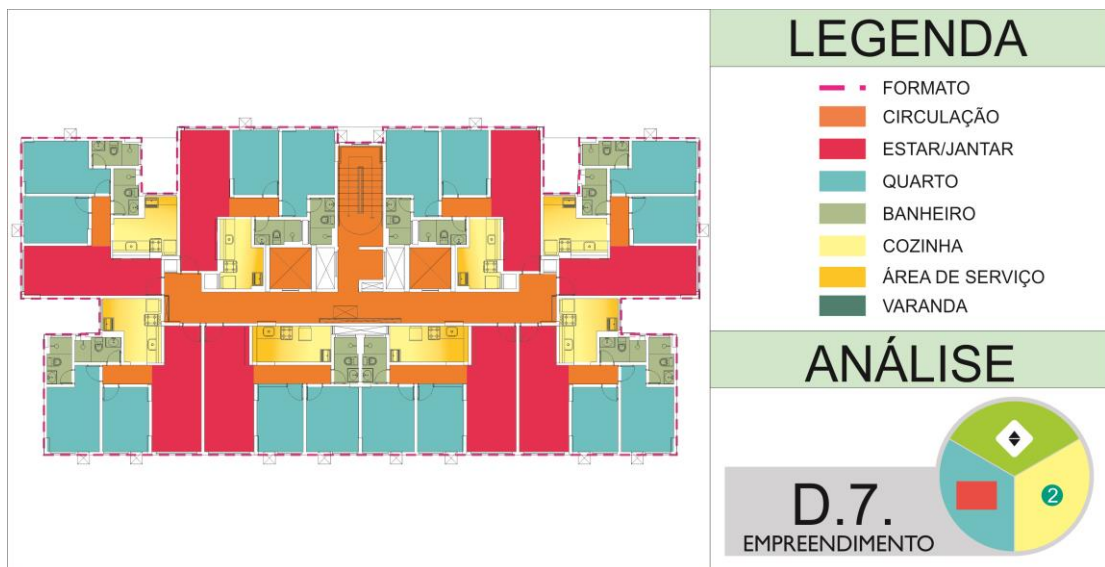 LEGENDA
FORMATO
CIRCULAÇÃO
ESTAR/JANTAR
QUARTO
BANHEIRO
COZINHA
ÁREA DE SERVIÇO
VARANDA
ANÁLISE
2
D.7.
EMPREENDIMENTO